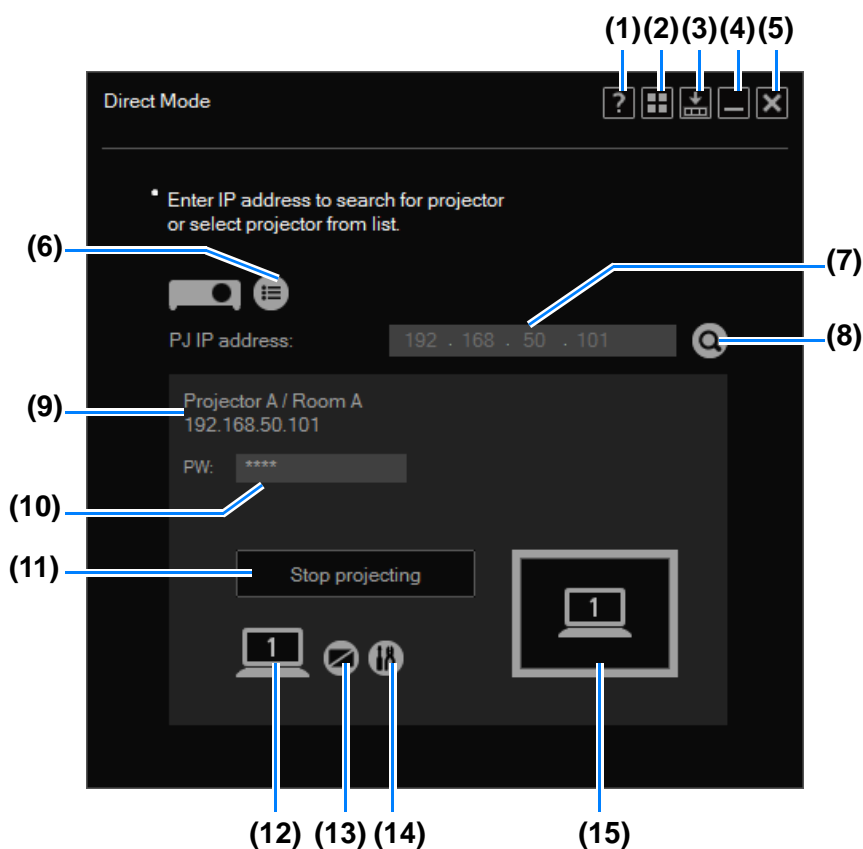 (1)(2)(3)(4)(5)
Direct Mode
?
Enter IP address to search for projector
or select projector from list.
(6)
(7)
PJ IP address:
192 . 168 . 50 . 101
(8)
(9)
Projector A / Room A
192.168.50.101
PW:
****
(10)
(11)
Stop projecting
1
1
(12) (13) (14) (15)